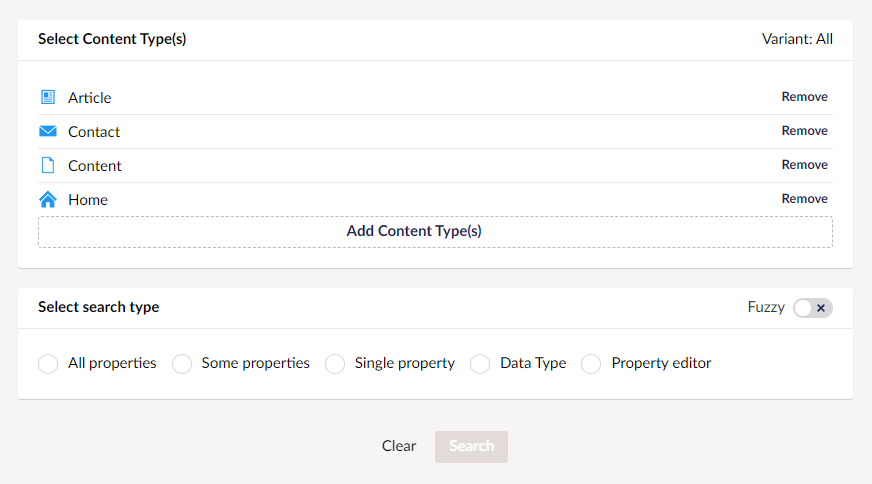 Select Content Type(s) Variant: All
Article Remove
Contact Remove
Content Remove
Home Remove
Add Content Type(s)
Select search type Fuzzy
All properties Some properties Single property Data Type Property editor
Clear Search